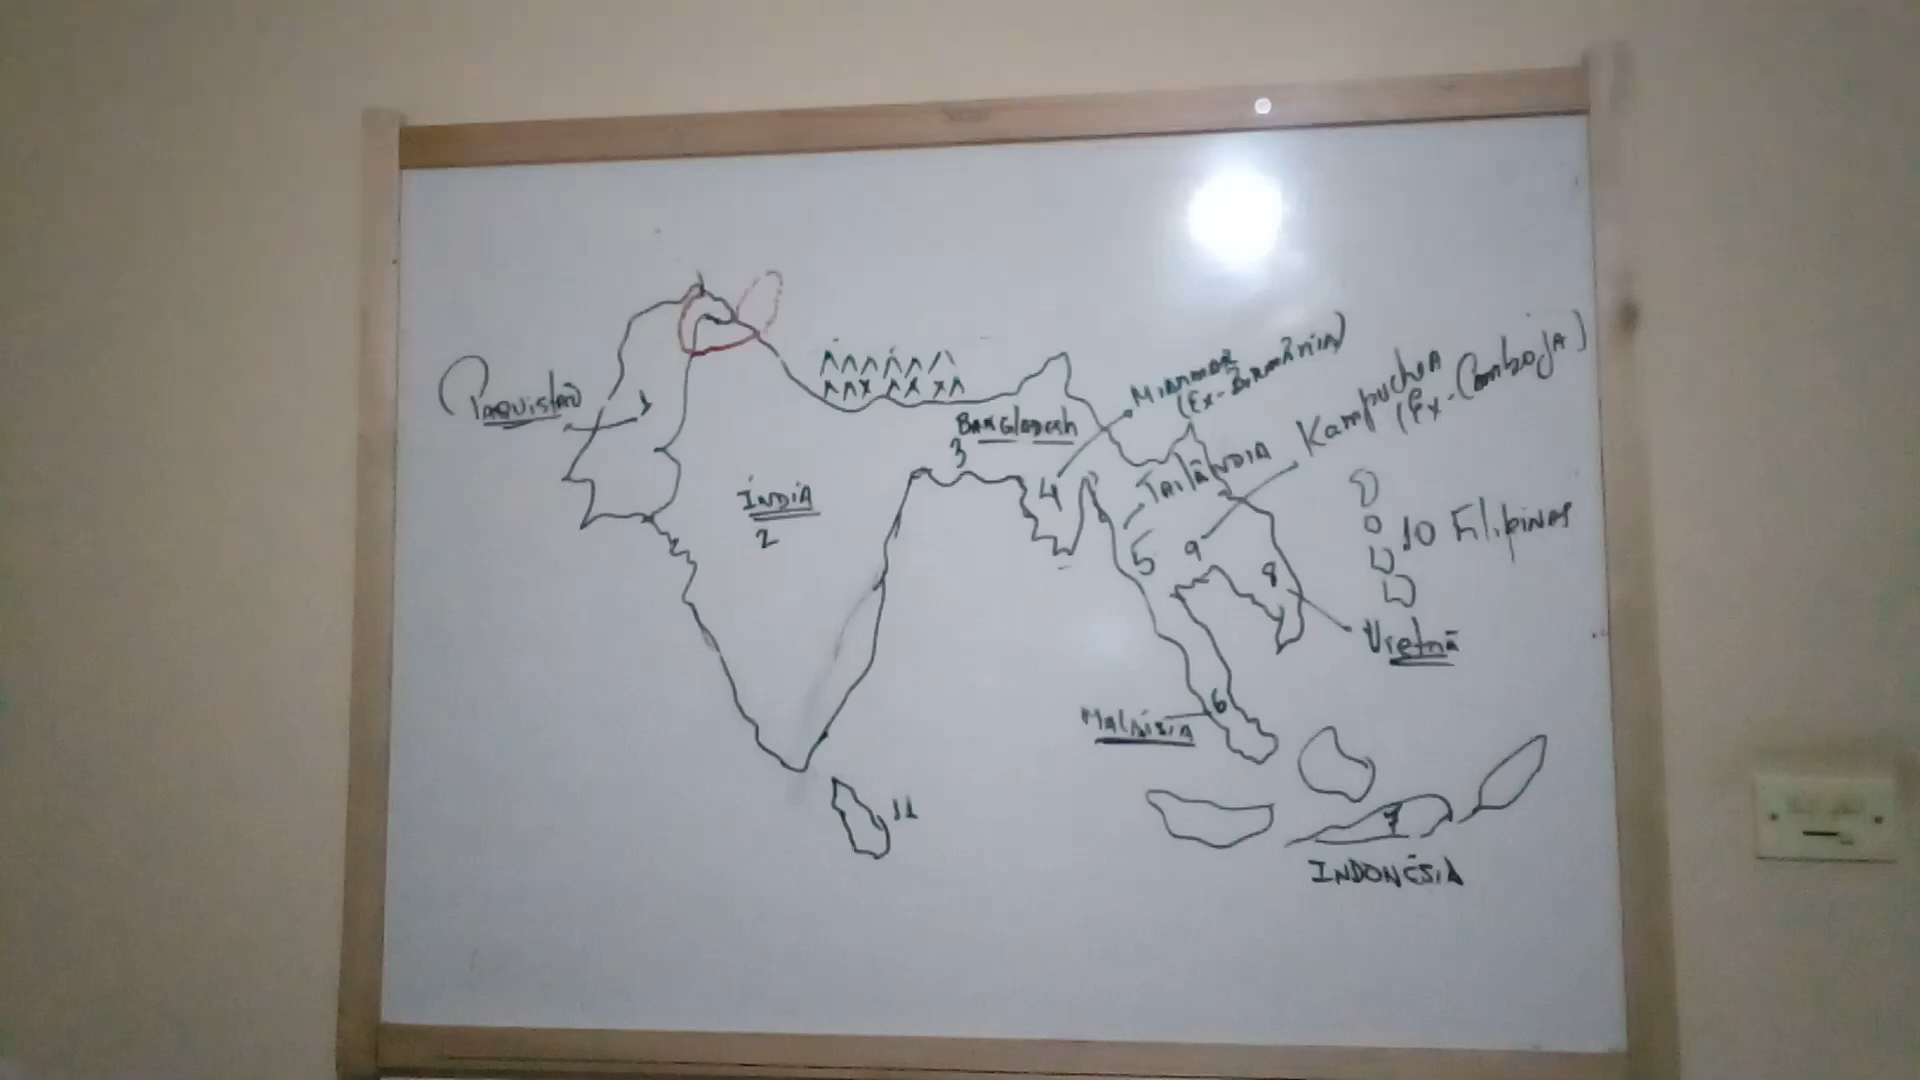 Paquistão
1
Índia
2
Bangladesh
3
4
Mianmar
(Ex-Birmânia)
Tailândia
5
Kampuchea
(Ex-Camboja)
9
8
Vietnã
10 Filipinas
Malásia
6
7
INDONÉSIA
11